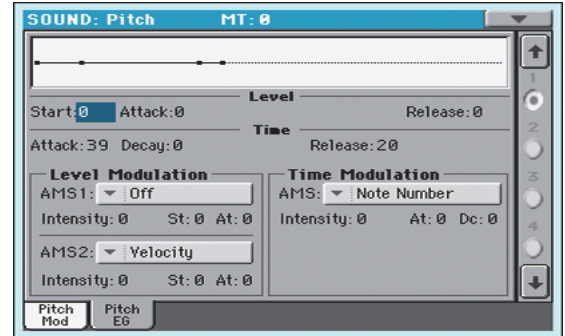 SOUND: Pitch MT: 0
Level
Start:0 Attack:0 Release:0
Time
Attack:39 Decay:0 Release:20
Level Modulation
AMS1: Off
Intensity:0 St:0 At:0
AMS2: Velocity
Intensity:0 St:0 At:0
Time Modulation
AMS: Note Number
Intensity:0 At:0 Dc:0
1
2
3
4
Pitch Mod
Pitch EG